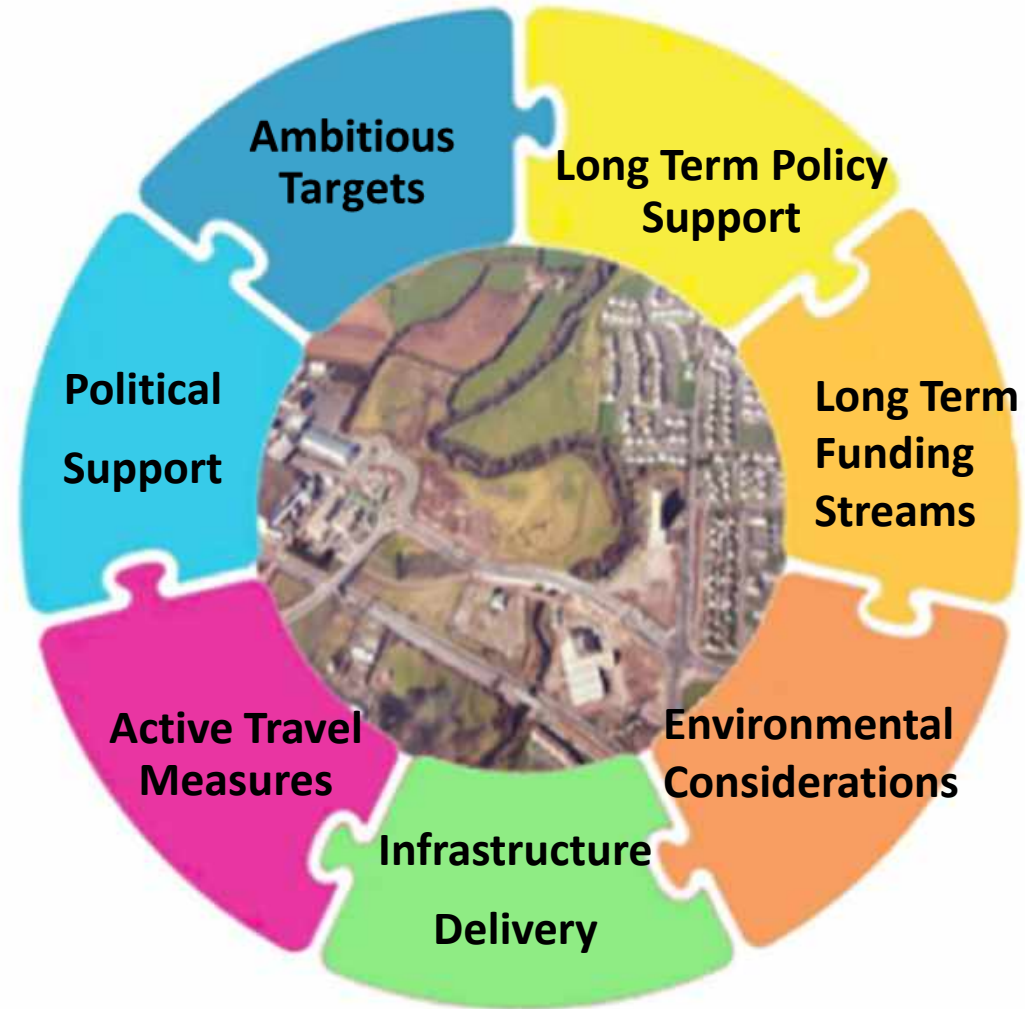 Ambitious
Targets
Long Term Policy
Support
Long Term
Funding
Streams
Environmental
Considerations
Infrastructure
Delivery
Active Travel
Measures
Political
Support